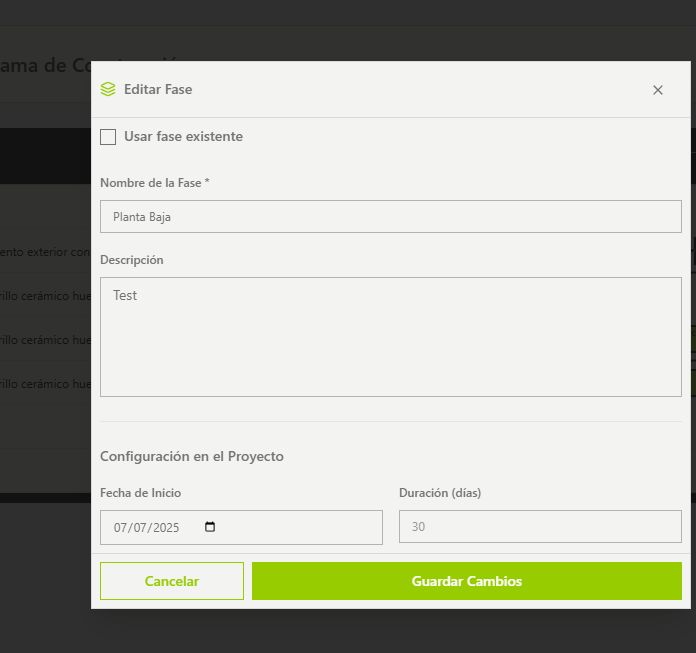 ama de Co
Editar Fase
Usar fase existente
Nombre de la Fase *
Planta Baja
ento exterior con
Descripción
rillo cerámico hue
Test
rillo cerámico hue
rillo cerámico hue
Configuración en el Proyecto
Fecha de Inicio
Duración (días)
07/07/2025
30
Cancelar
Guardar Cambios